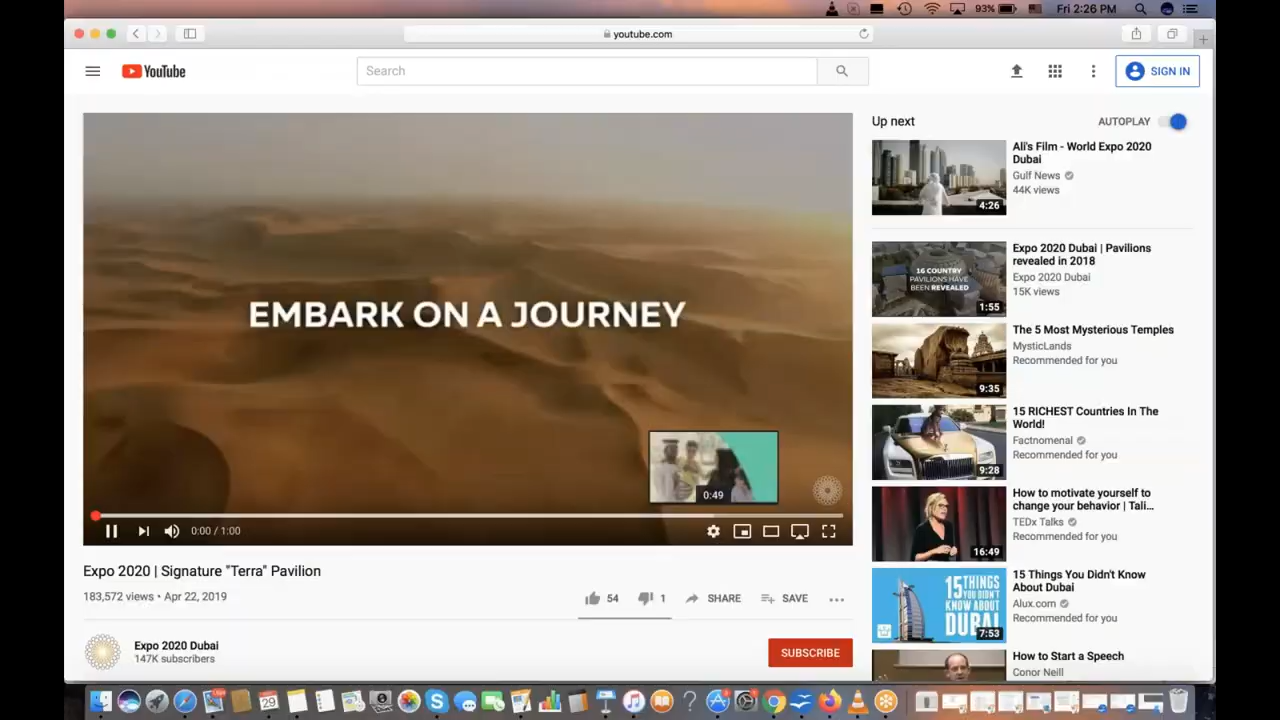 93%
Fri 2:26 PM
youtube.com
YouTube
Search
SIGN IN
EMBARK ON A JOURNEY
0:49
0:00 / 1:00
Expo 2020 | Signature "Terra" Pavilion
183,572 views • Apr 22, 2019
54
1
SHARE
SAVE
Expo 2020 Dubai
147K subscribers
SUBSCRIBE
Up next
AUTOPLAY
Ali's Film - World Expo 2020
Dubai
Gulf News
44K views
4:26
Expo 2020 Dubai | Pavilions
revealed in 2018
Expo 2020 Dubai
15K views
16 COUNTRY
PAVILIONS HAVE
BEEN REVEALED
1:55
The 5 Most Mysterious Temples
MysticLands
Recommended for you
9:35
15 RICHEST Countries In The
World!
Factnomenal
Recommended for you
9:28
How to motivate yourself to
change your behavior | Tali...
TEDx Talks
Recommended for you
16:49
15 Things You Didn't Know
About Dubai
Alux.com
Recommended for you
15 THINGS
YOU DIDN'T
KNOW ABOUT
DUBAI
7:53
How to Start a Speech
Conor Neill
29